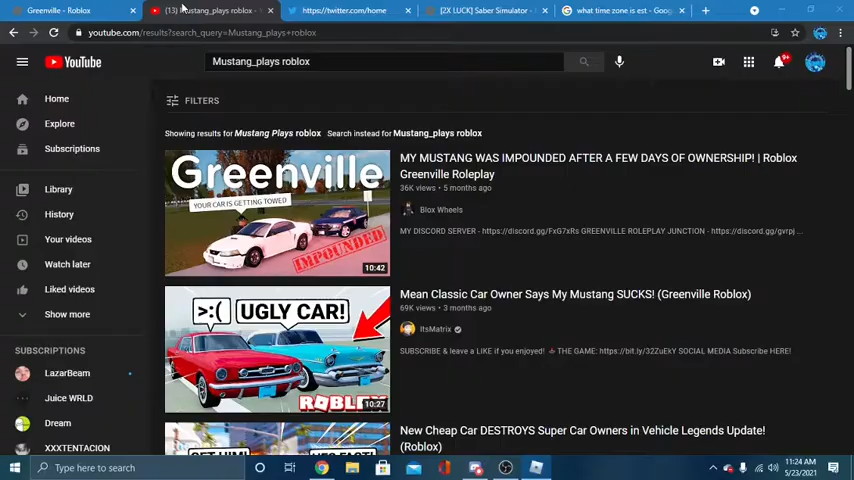 Greenville - Roblox
(13) Mustang_plays roblox -
https://twitter.com/home
[2X LUCK] Saber Simulator -
what time zone is est - Goog
youtube.com/results?search_query=Mustang_plays+roblox
YouTube
Mustang_plays roblox
9+
Home
Explore
Subscriptions
Library
History
Your videos
Watch later
Liked videos
Show more
SUBSCRIPTIONS
LazarBeam
Juice WRLD
Dream
XXXTENTACION
FILTERS
Showing results for Mustang Plays roblox Search instead for Mustang_plays roblox
Greenville
YOUR CAR IS GETTING TOWED
IMPOUNDED
10:42
MY MUSTANG WAS IMPOUNDED AFTER A FEW DAYS OF OWNERSHIP! | Roblox
Greenville Roleplay
36K views • 5 months ago
Blox Wheels
MY DISCORD SERVER - https://discord.gg/FxG7xRs GREENVILLE ROLEPLAY JUNCTION - https://discord.gg/gvrpj ...
>:( UGLY CAR!
ROBLOX
10:27
Mean Classic Car Owner Says My Mustang SUCKS! (Greenville Roblox)
69K views • 3 months ago
ItsMatrix
SUBSCRIBE & leave a LIKE if you enjoyed! THE GAME: https://bit.ly/32ZuEkY SOCIAL MEDIA Subscribe HERE!
New Cheap Car DESTROYS Super Car Owners in Vehicle Legends Update!
(Roblox)
Type here to search
11:24 AM
5/23/2021